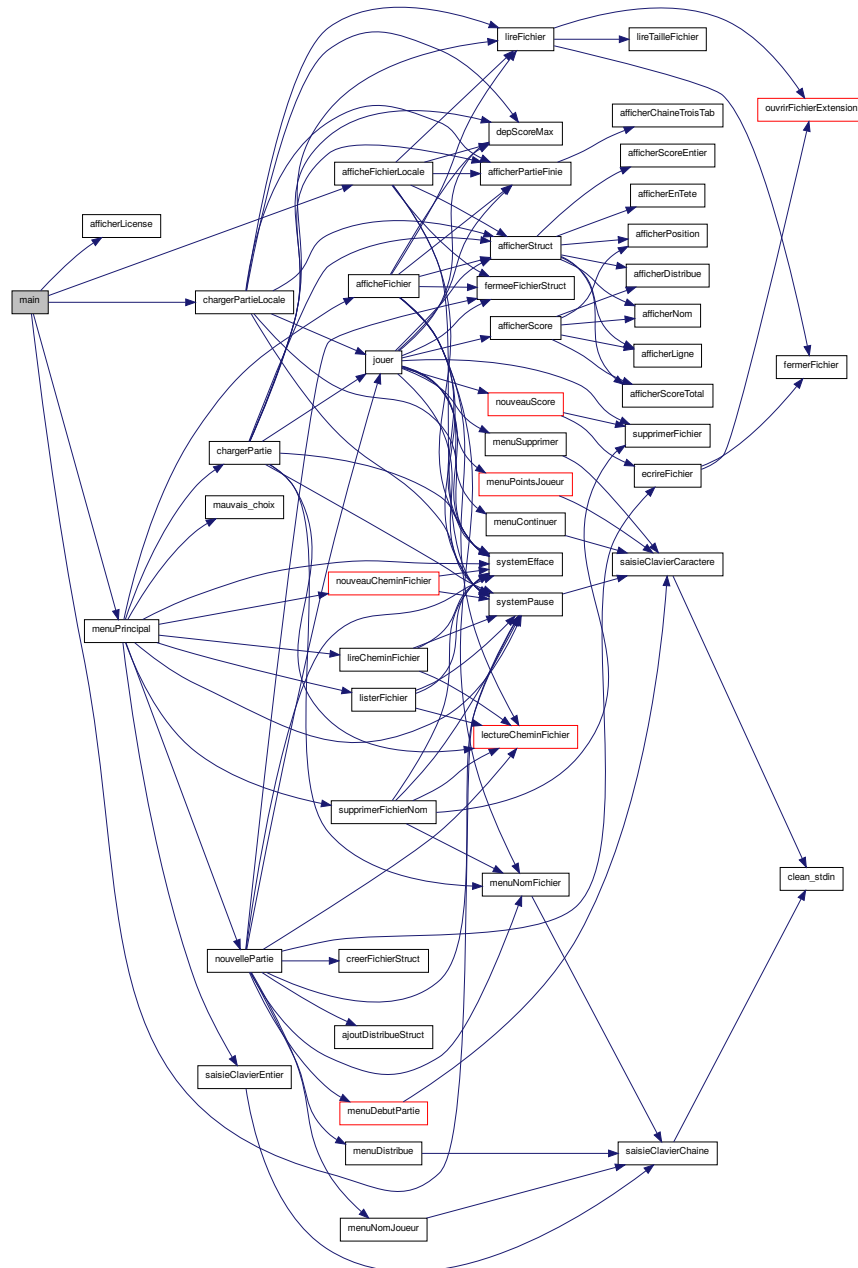 lireFichier
lireTailleFichier
ouvrirFichierExtension
afficherChaineTroisTab
depScoreMax
afficherScoreEntier
afficheFichierLocale
afficherPartieFinie
afficherEnTete
afficherLicense
afficherPosition
afficherStruct
afficherDistribue
main
chargerPartieLocale
afficheFichier
fermeeFichierStruct
afficherNom
afficherScore
afficherLigne
jouer
fermerFichier
afficherScoreTotal
nouveauScore
supprimerFichier
menuSupprimer
chargerPartie
ecrireFichier
menuPointsJoueur
mauvais_choix
menuContinuer
systemEfface
saisieClavierCaractere
nouveauCheminFichier
systemPause
menuPrincipal
lireCheminFichier
listerFichier
lectureCheminFichier
supprimerFichierNom
menuNomFichier
clean_stdin
nouvellePartie
creerFichierStruct
ajoutDistribueStruct
saisieClavierEntier
menuDebutPartie
menuDistribue
saisieClavierChaine
menuNomJoueur